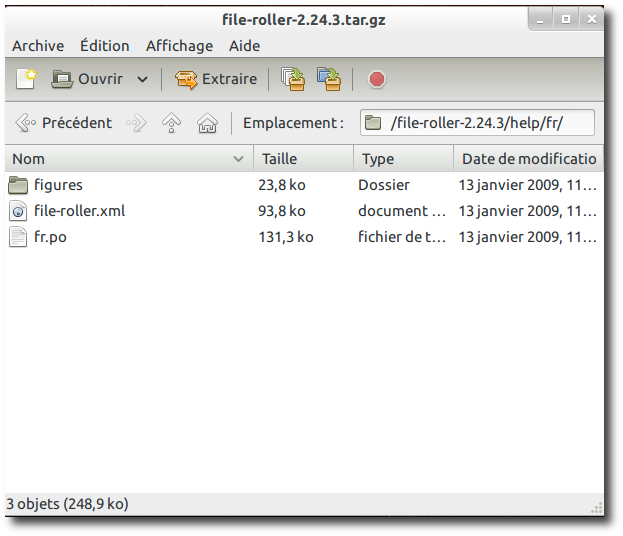 file-roller-2.24.3.tar.gz
Archive Édition Affichage Aide
Ouvrir Extraire
Précédent Emplacement : /file-roller-2.24.3/help/fr/
Nom Taille Type Date de modificatio
figures 23,8 ko Dossier 13 janvier 2009, 11…
file-roller.xml 93,8 ko document … 13 janvier 2009, 11…
fr.po 131,3 ko fichier de t… 13 janvier 2009, 11…
3 objets (248,9 ko)